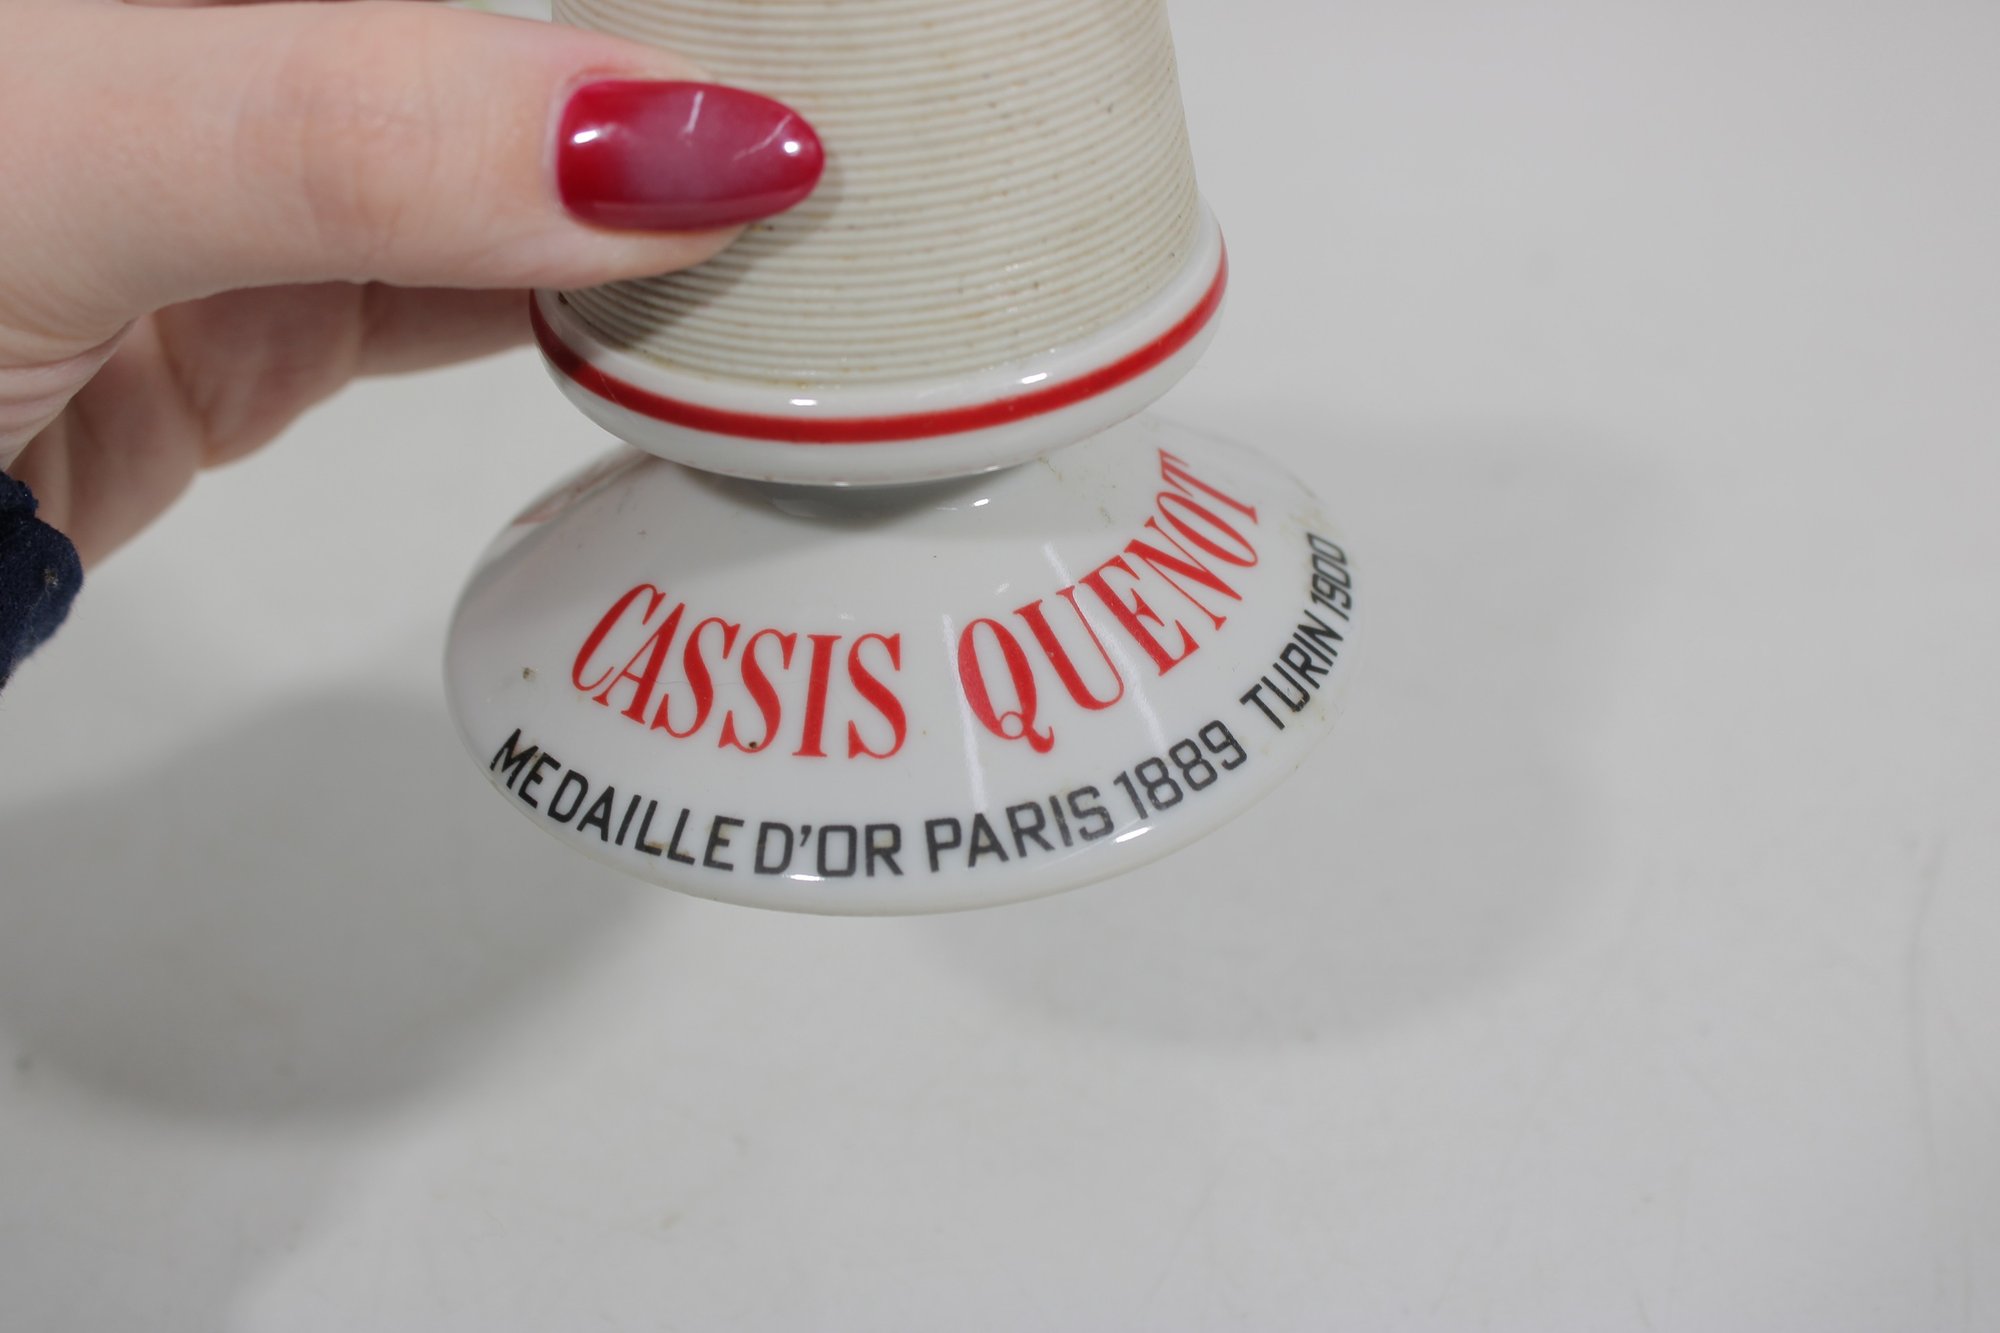 CASSIS QUENOT
MEDAILLE D'OR PARIS 1889 TURIN 1900